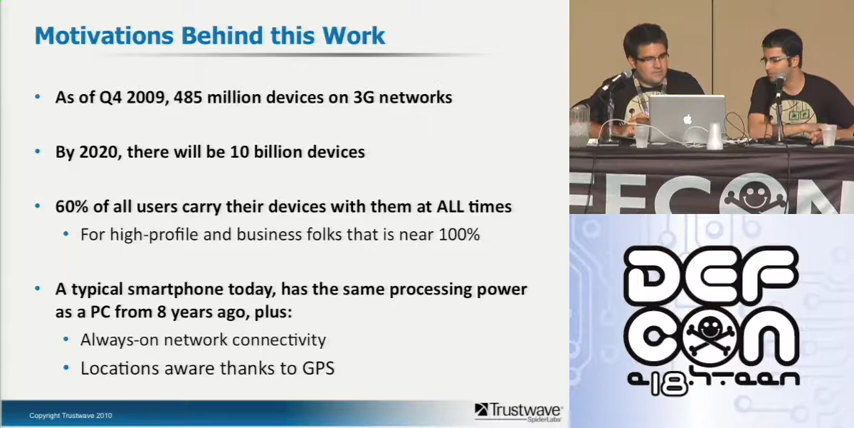 Motivations Behind this Work
• As of Q4 2009, 485 million devices on 3G networks
• By 2020, there will be 10 billion devices
• 60% of all users carry their devices with them at ALL times
• For high-profile and business folks that is near 100%
• A typical smartphone today, has the same processing power
as a PC from 8 years ago, plus:
• Always-on network connectivity
• Locations aware thanks to GPS
Copyright Trustwave 2010
Trustwave®
SpiderLabs
FECON
DEF
CON
e18h.teen